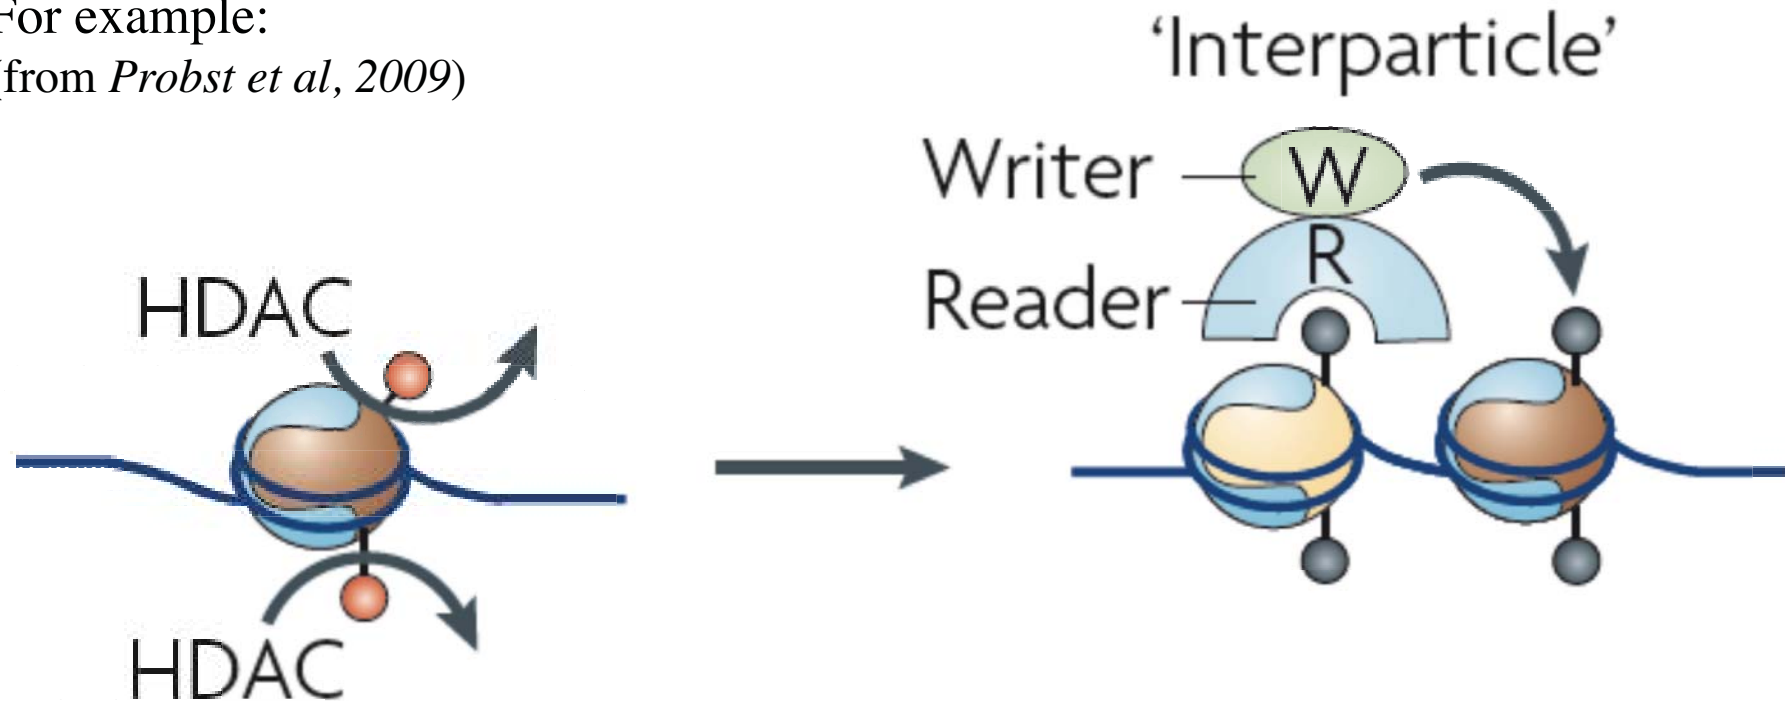 For example:
(from Probst et al, 2009)
'Interparticle'
Writer
W
R
Reader
HDAC
HDAC